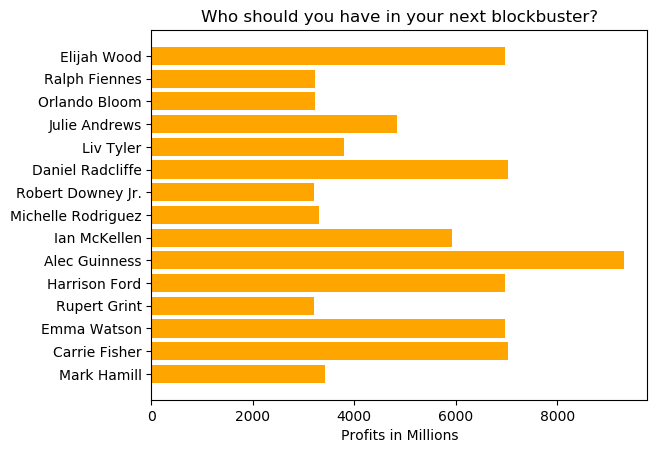 Who should you have in your next blockbuster?
Elijah Wood
Ralph Fiennes
Orlando Bloom
Julie Andrews
Liv Tyler
Daniel Radcliffe
Robert Downey Jr.
Michelle Rodriguez
Ian McKellen
Alec Guinness
Harrison Ford
Rupert Grint
Emma Watson
Carrie Fisher
Mark Hamill
0 2000 4000 6000 8000
Profits in Millions